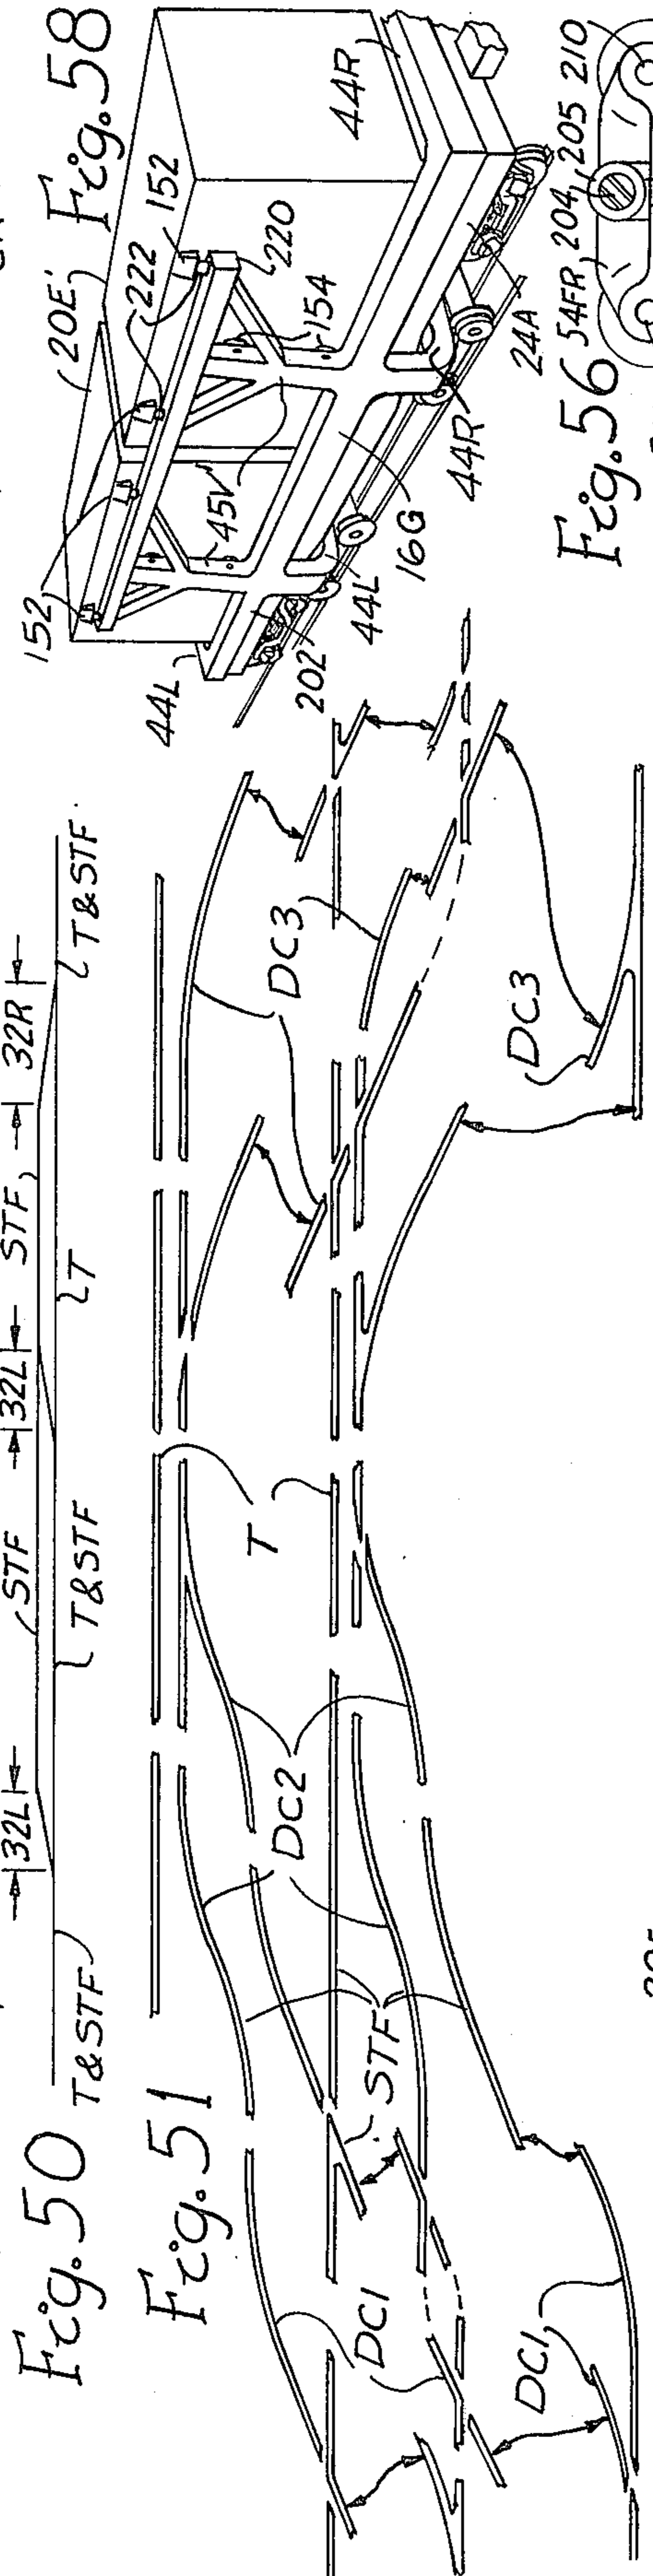 Fig. 50
T&STF
32L
STF
T&STF
32L
STF,
T
32R
T&STF
Fig. 51
DC1
DC1
STF
DC2
T
DC3
DC3
Fig. 58
20E'
152
222
152
220
154
45V
44R
44L
202
44L
16G
44R
24A
Fig. 56
54FR
204
205
210